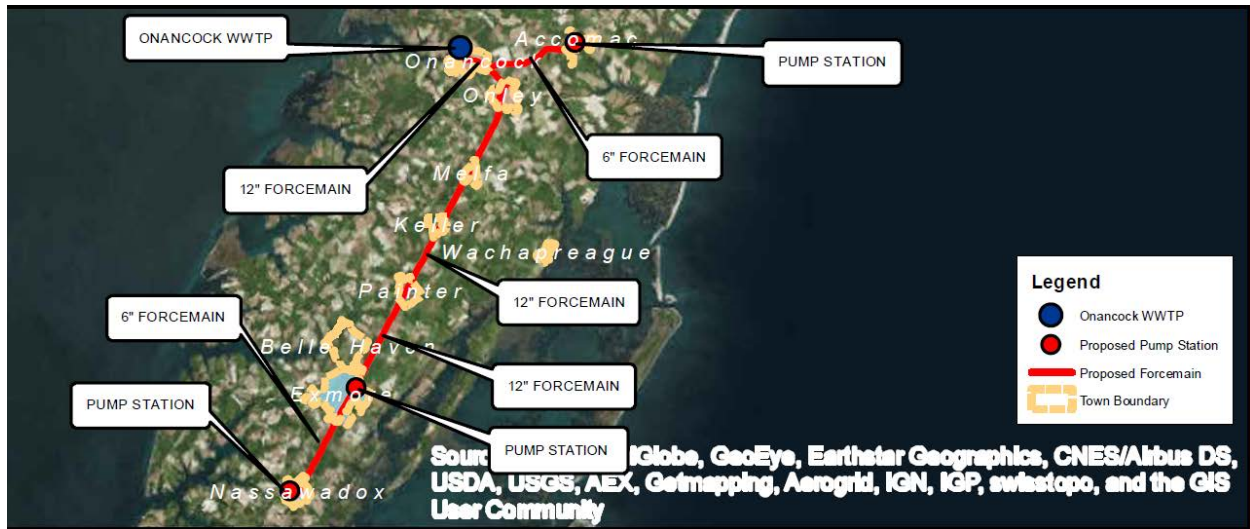 ONANCOCK WWTP
Accomac
PUMP STATION
Onancock
Onley
6" FORCEMAIN
12" FORCEMAIN
Melfa
Keller
Wachapreague
Painter
12" FORCEMAIN
6" FORCEMAIN
Belle Haven
12" FORCEMAIN
Exmore
PUMP STATION
PUMP STATION
Nassawadox
Legend
Onancock WWTP
Proposed Pump Station
Proposed Forcemain
Town Boundary
GeoEye, Earthstar Geographics, CNES/Airbus DS,
USDA, USGS, AEX, Getmapping, Aerogrid, IGN, IGP, swisstopo, and the GIS
User Community